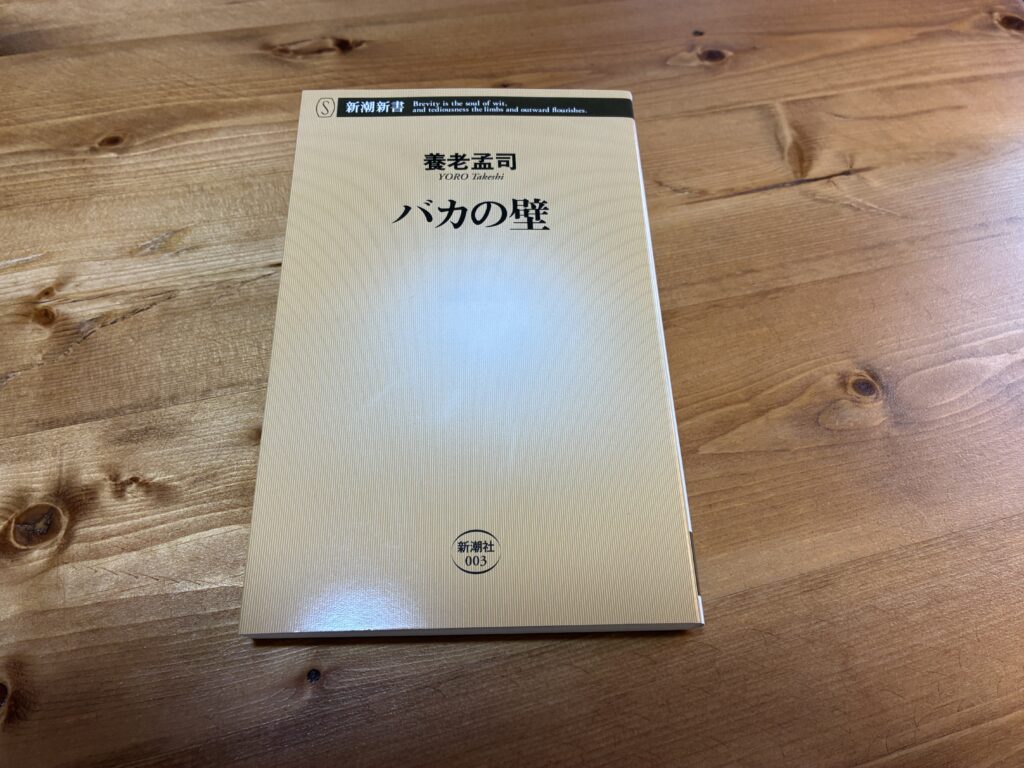 S 新潮新書 Brevity is the soul of wit,
and tediousness the limbs and outward flourishes.
養老孟司
YORO Takeshi
バカの壁
新潮社
003